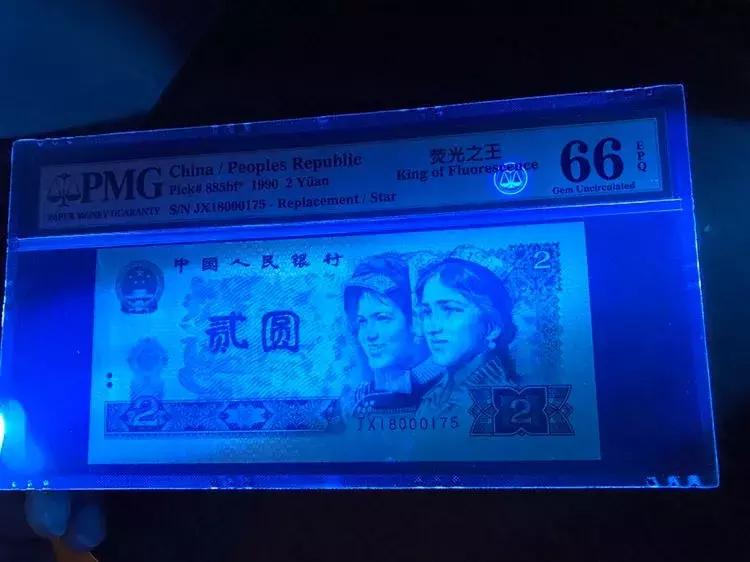 PMG
PAPER MONEY GUARANTY
China / Peoples Republic
Pick# 885bf* 1990 2 Yüan
S/N JX18000175 - Replacement / Star
荧光之王
King of Fluorescence
66 EPQ
Gem Uncirculated
中国人民银行
2
贰圆
2
JX18000175
2